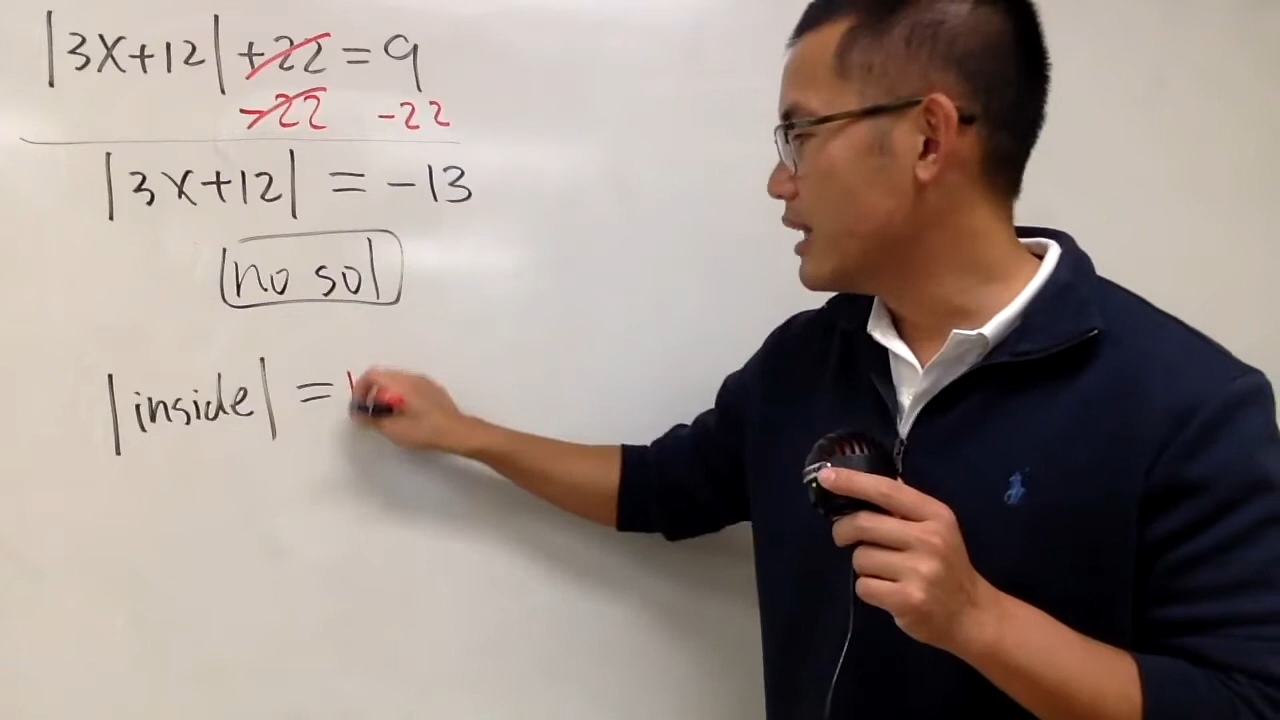 |3x+12| +22 = 9
-22 -22
|3x+12| = -13
no sol
|inside| =